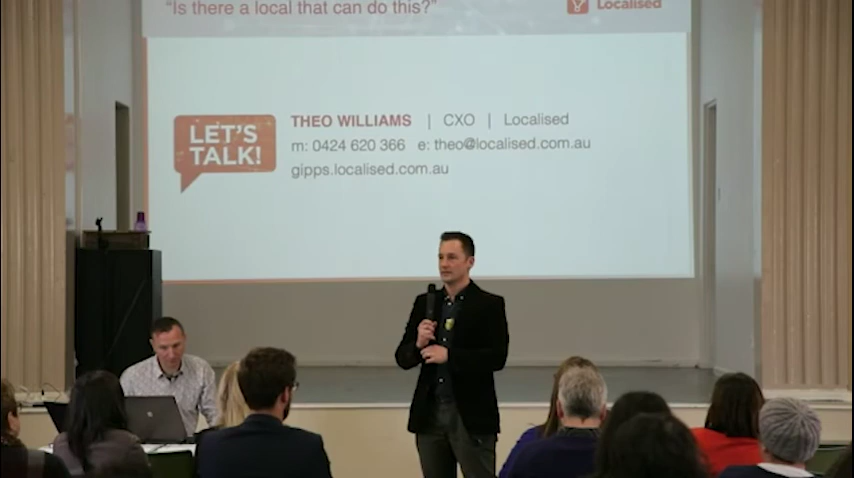 "Is there a local that can do this?"
Localised
LET'S
TALK!
THEO WILLIAMS | CXO | Localised
m: 0424 620 366 e: theo@localised.com.au
gipps.localised.com.au